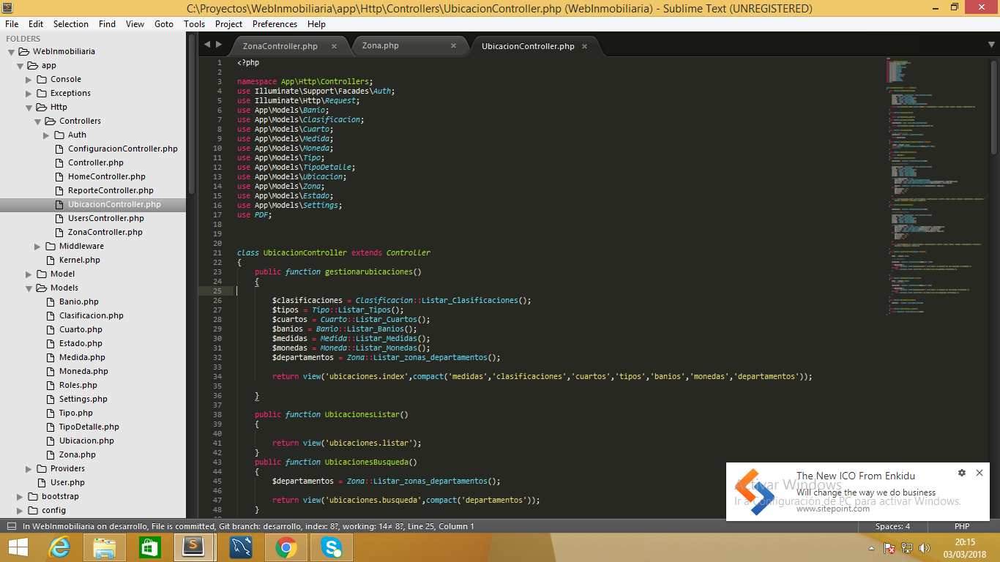 C:\Proyectos\WebInmobiliaria\app\Http\Controllers\UbicacionController.php (WebInmobiliaria) - Sublime Text (UNREGISTERED)
File Edit Selection Find View Goto Tools Project Preferences Help
FOLDERS
WebInmobiliaria
app
Console
Exceptions
Http
Controllers
Auth
ConfiguracionController.php
Controller.php
HomeController.php
ReporteController.php
UbicacionController.php
UsersController.php
ZonaController.php
Middleware
Kernel.php
Model
Models
Banio.php
Clasificacion.php
Cuarto.php
Estado.php
Medida.php
Moneda.php
Roles.php
Settings.php
Tipo.php
TipoDetalle.php
Ubicacion.php
Zona.php
Providers
User.php
bootstrap
config
ZonaController.php × Zona.php × UbicacionController.php ×
1 <?php
2
3 namespace App\Http\Controllers;
4 use Illuminate\Support\Facades\Auth;
5 use Illuminate\Http\Request;
6 use App\Models\Banio;
7 use App\Models\Clasificacion;
8 use App\Models\Cuarto;
9 use App\Models\Medida;
10 use App\Models\Moneda;
11 use App\Models\Tipo;
12 use App\Models\TipoDetalle;
13 use App\Models\Ubicacion;
14 use App\Models\Zona;
15 use App\Models\Estado;
16 use App\Models\Settings;
17 use PDF;
18
19
20
21 class UbicacionController extends Controller
22 {
23 public function gestionarubicaciones()
24 {
25
26 $clasificaciones = Clasificacion::Listar_Clasificaciones();
27 $tipos = Tipo::Listar_Tipos();
28 $cuartos = Cuarto::Listar_Cuartos();
29 $banios = Banio::Listar_Banios();
30 $medidas = Medida::Listar_Medidas();
31 $monedas = Moneda::Listar_Monedas();
32 $departamentos = Zona::Listar_zonas_departamentos();
33
34 return view('ubicaciones.index',compact('medidas','clasificaciones','cuartos','tipos','banios','monedas','departamentos'));
35
36 }
37
38 public function UbicacionesListar()
39 {
40
41 return view('ubicaciones.listar');
42 }
43 public function UbicacionesBusqueda()
44 {
45 $departamentos = Zona::Listar_zonas_departamentos();
46
47 return view('ubicaciones.busqueda',compact('departamentos'));
48 }
The New ICO From Enkidu
Will change the way we do business
www.sitepoint.com
Activar Windows
Ir a Configuración de PC para activar Windows.
In WebInmobiliaria on desarrollo, File is committed, Git branch: desarrollo, index: 8?, working: 14≠ 8?, Line 25, Column 1
Spaces: 4
PHP
20:15
03/03/2018